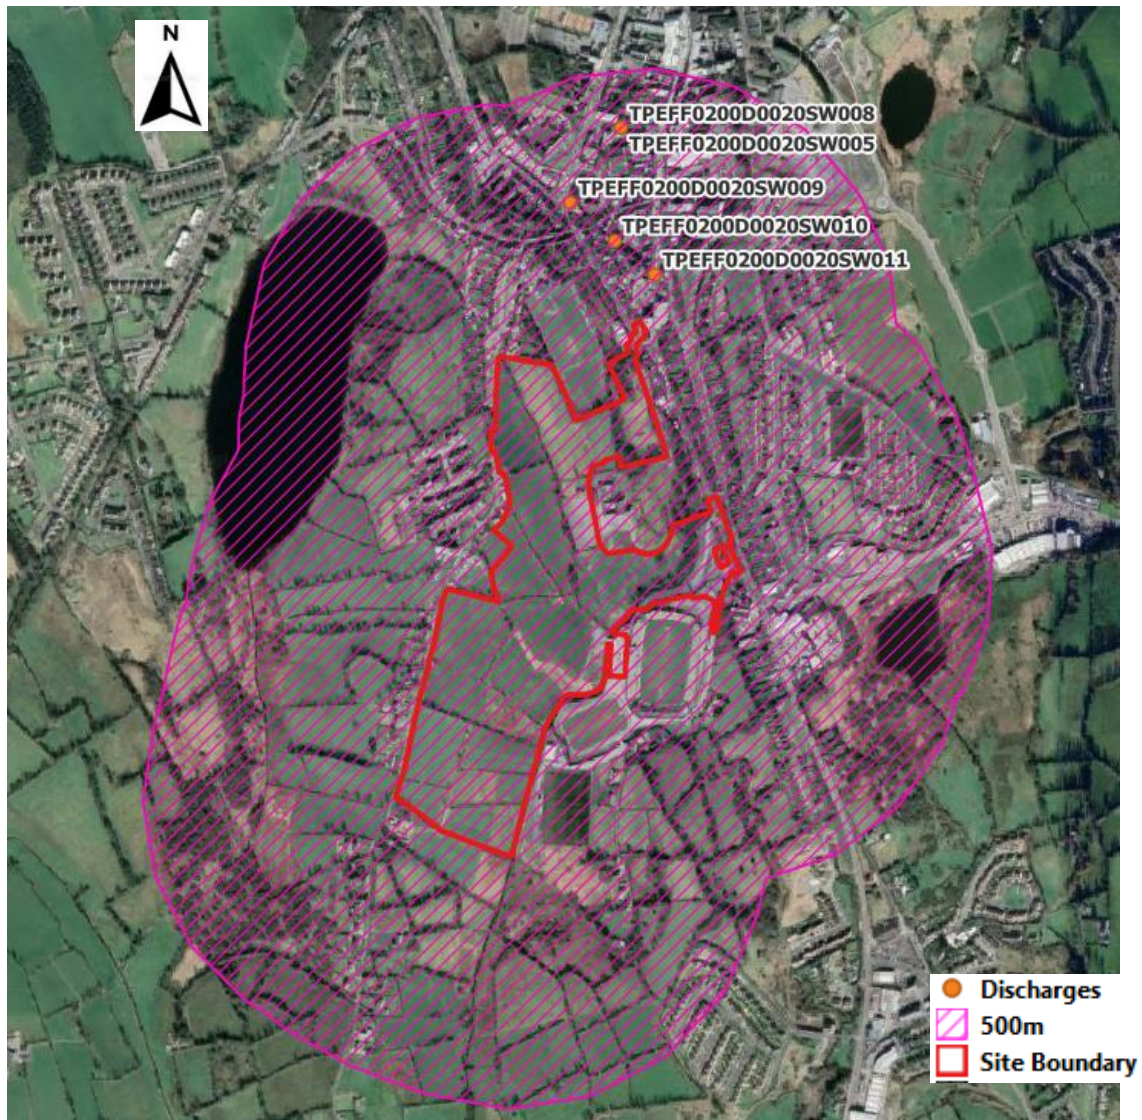 N
TPEFF0200D0020SW008
TPEFF0200D0020SW005
TPEFF0200D0020SW009
TPEFF0200D0020SW010
TPEFF0200D0020SW011
Discharges
500m
Site Boundary